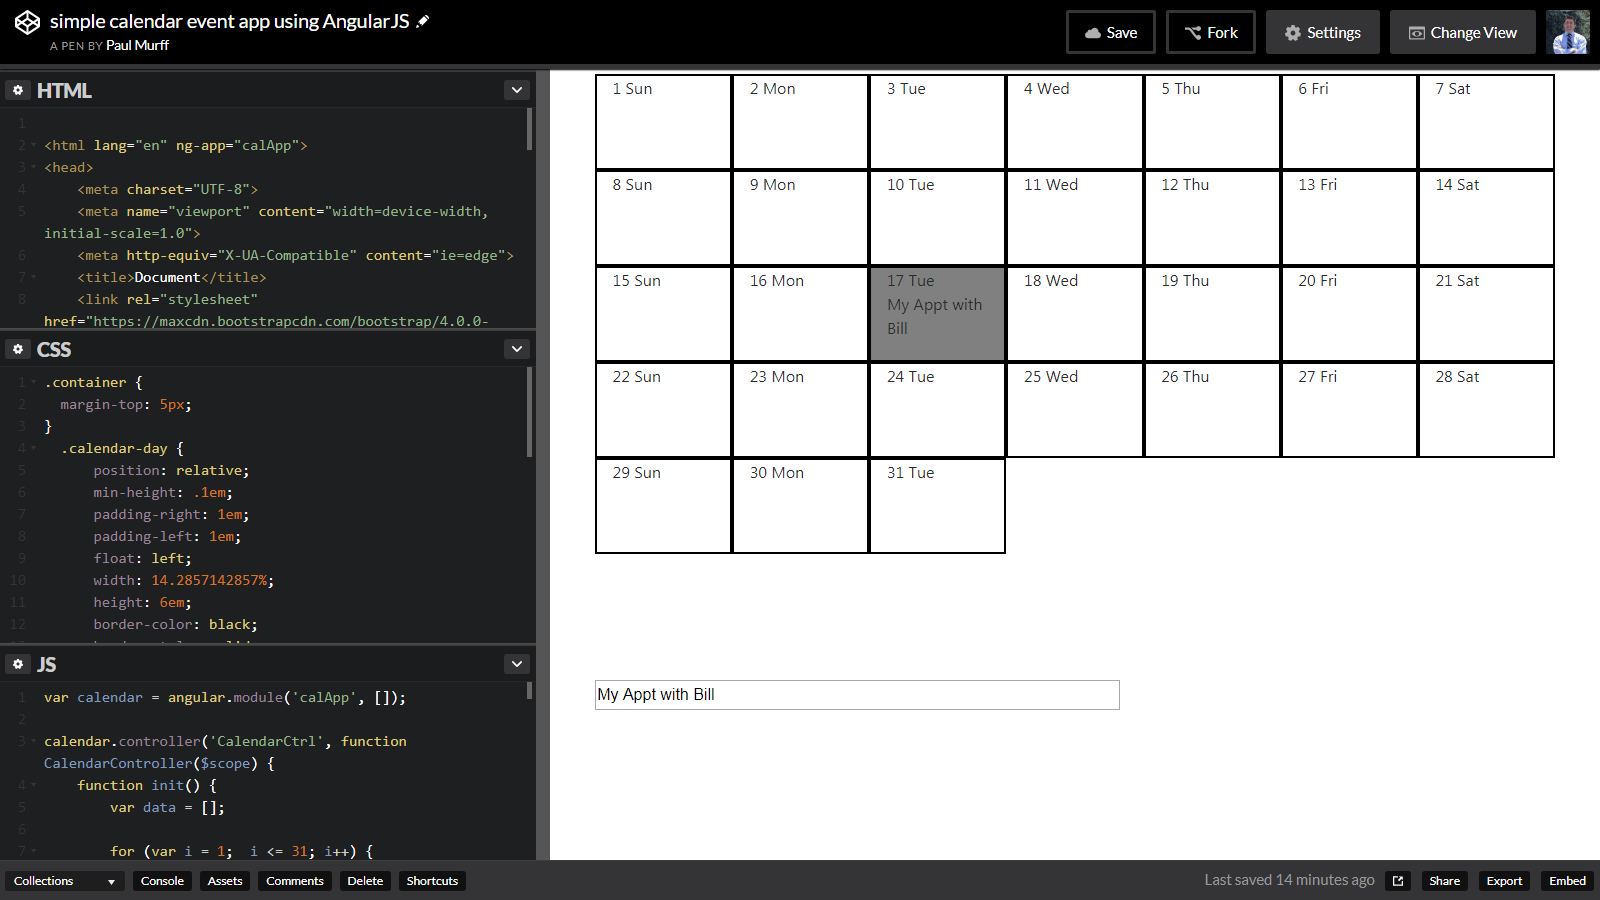 simple calendar event app using AngularJS
A PEN BY Paul Murff
Save
Fork
Settings
Change View
HTML
1
2 <html lang="en" ng-app="calApp">
3 <head>
4 <meta charset="UTF-8">
5 <meta name="viewport" content="width=device-width,
initial-scale=1.0">
6 <meta http-equiv="X-UA-Compatible" content="ie=edge">
7 <title>Document</title>
8 <link rel="stylesheet"
href="https://maxcdn.bootstrapcdn.com/bootstrap/4.0.0-
CSS
1 .container {
2 margin-top: 5px;
3 }
4 .calendar-day {
5 position: relative;
6 min-height: .1em;
7 padding-right: 1em;
8 padding-left: 1em;
9 float: left;
10 width: 14.2857142857%;
11 height: 6em;
12 border-color: black;
JS
1 var calendar = angular.module('calApp', []);
2
3 calendar.controller('CalendarCtrl', function
CalendarController($scope) {
4 function init() {
5 var data = [];
6
7 for (var i = 1; i <= 31; i++) {
1 Sun
2 Mon
3 Tue
4 Wed
5 Thu
6 Fri
7 Sat
8 Sun
9 Mon
10 Tue
11 Wed
12 Thu
13 Fri
14 Sat
15 Sun
16 Mon
17 Tue
My Appt with
Bill
18 Wed
19 Thu
20 Fri
21 Sat
22 Sun
23 Mon
24 Tue
25 Wed
26 Thu
27 Fri
28 Sat
29 Sun
30 Mon
31 Tue
My Appt with Bill
Collections
Console
Assets
Comments
Delete
Shortcuts
Last saved 14 minutes ago
Share
Export
Embed